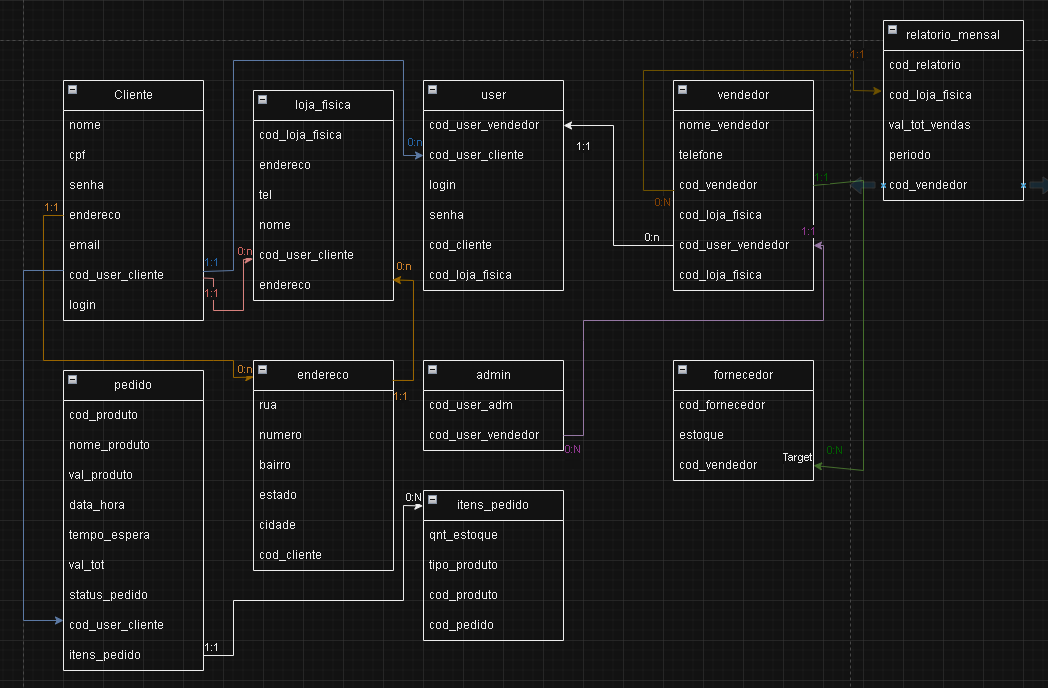 Cliente
nome
cpf
senha
endereco
email
cod_user_cliente
login
loja_fisica
cod_loja_fisica
endereco
tel
nome
cod_user_cliente
endereco
user
cod_user_vendedor
cod_user_cliente
login
senha
cod_cliente
cod_loja_fisica
vendedor
nome_vendedor
telefone
cod_vendedor
cod_loja_fisica
cod_user_vendedor
cod_loja_fisica
relatorio_mensal
cod_relatorio
cod_loja_fisica
val_tot_vendas
periodo
cod_vendedor
1:1
1:1
1:1
0:n
0:n
0:n
1:1
0:n
0:N
1:1
1:1
1:1
pedido
cod_produto
nome_produto
val_produto
data_hora
tempo_espera
val_tot
status_pedido
cod_user_cliente
itens_pedido
1:1
0:n
endereco
rua
numero
bairro
estado
cidade
cod_cliente
1:1
admin
cod_user_adm
cod_user_vendedor
0:N
0:N
itens_pedido
qnt_estoque
tipo_produto
cod_produto
cod_pedido
fornecedor
cod_fornecedor
estoque
cod_vendedor
Target
0:N